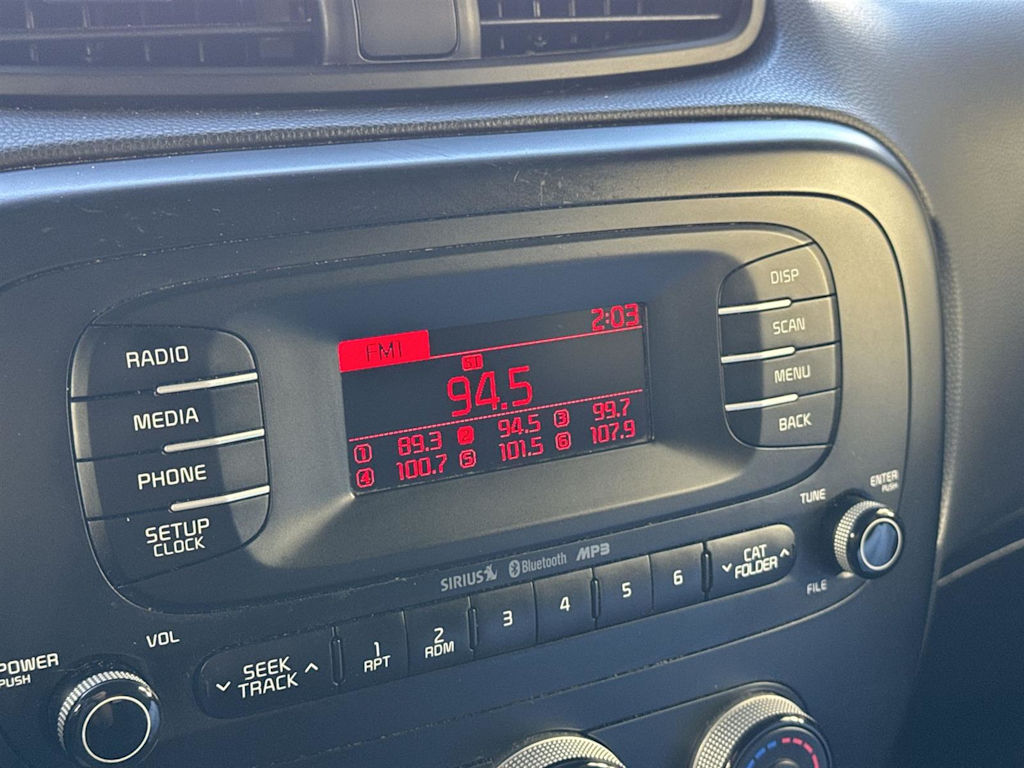 FM1 2:03
ST
94.5
1 89.3 2 94.5 3 99.7
4 100.7 5 101.5 6 107.9
RADIO
MEDIA
PHONE
SETUP
CLOCK
DISP
SCAN
MENU
BACK
SIRIUS Bluetooth MP3
TUNE
ENTER
PUSH
FILE
VOL
POWER
PUSH
SEEK
TRACK
1
RPT
2
RDM
3
4
5
6
CAT
FOLDER